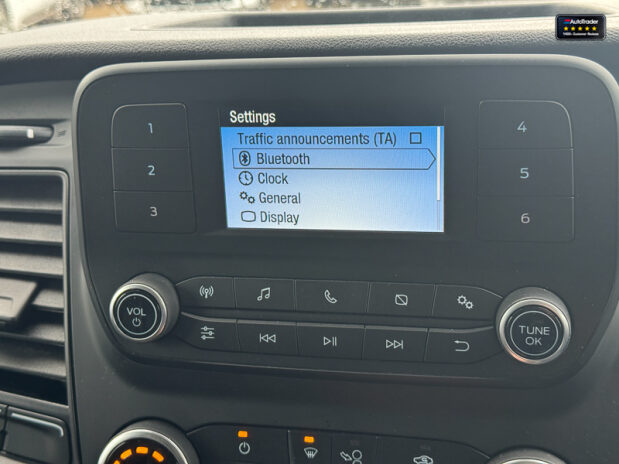 AutoTrader
Settings
Traffic announcements (TA)
Bluetooth
Clock
General
Display
1
2
3
4
5
6
VOL
TUNE
OK